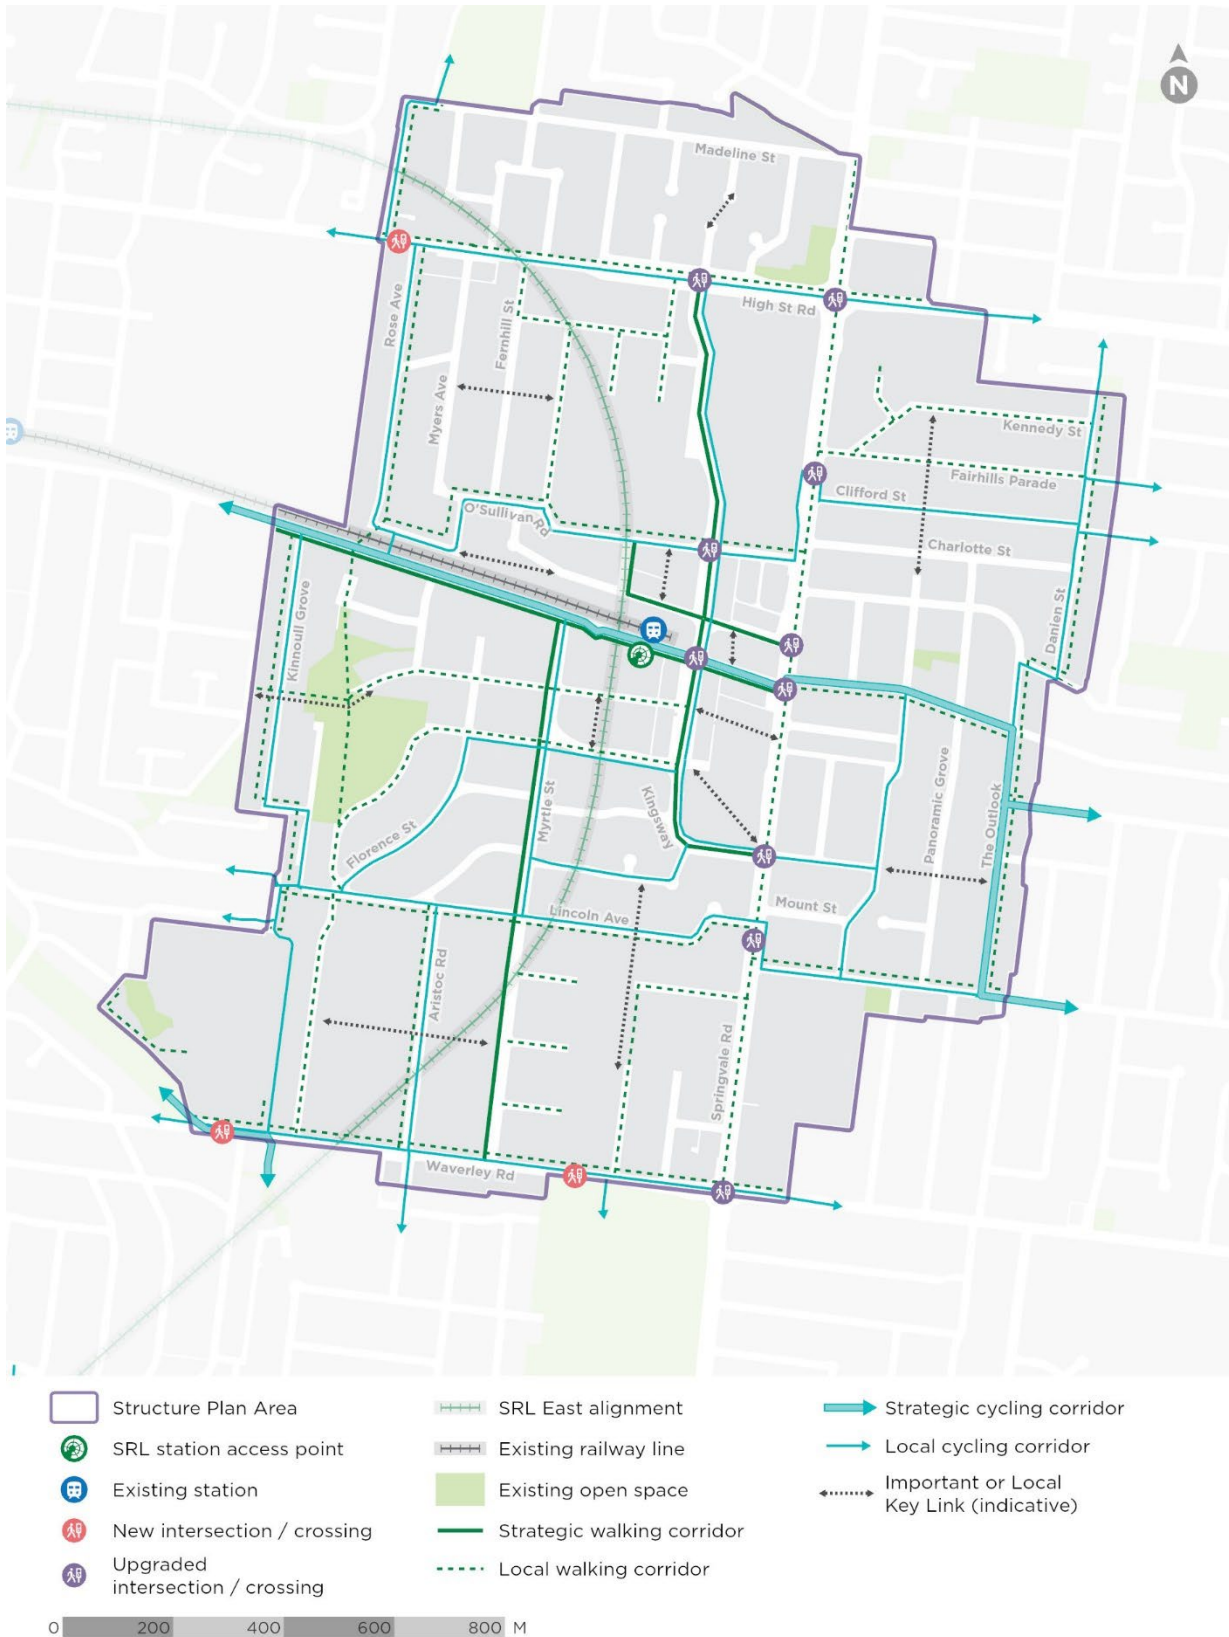 N
Madeline St
High St Rd
Rose Ave
Fernhill St
Myers Ave
Kennedy St
Fairhills Parade
Clifford St
O'Sullivan Rd
Charlotte St
Danien St
Kinnoull Grove
Myrtle St
Kingsway
Florence St
Panoramic Grove
The Outlook
Lincoln Ave
Mount St
Aristoc Rd
Springvale Rd
Waverley Rd
Structure Plan Area
SRL station access point
Existing station
New intersection / crossing
Upgraded
intersection / crossing
SRL East alignment
Existing railway line
Existing open space
Strategic walking corridor
Local walking corridor
Strategic cycling corridor
Local cycling corridor
Important or Local
Key Link (indicative)
0 200 400 600 800 M